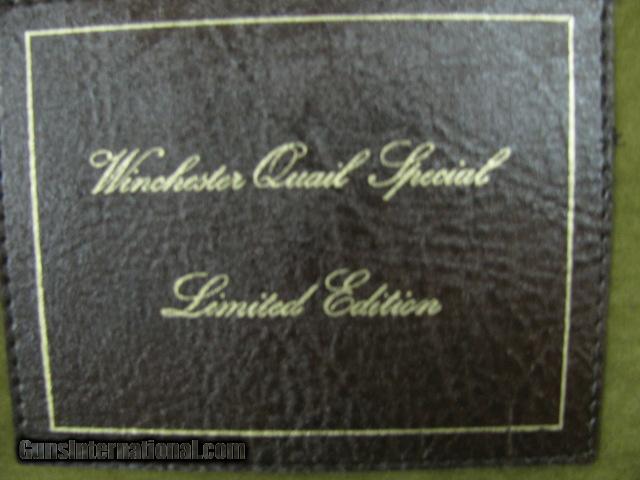 Winchester Quail Special
Limited Edition
GunsInternational.com